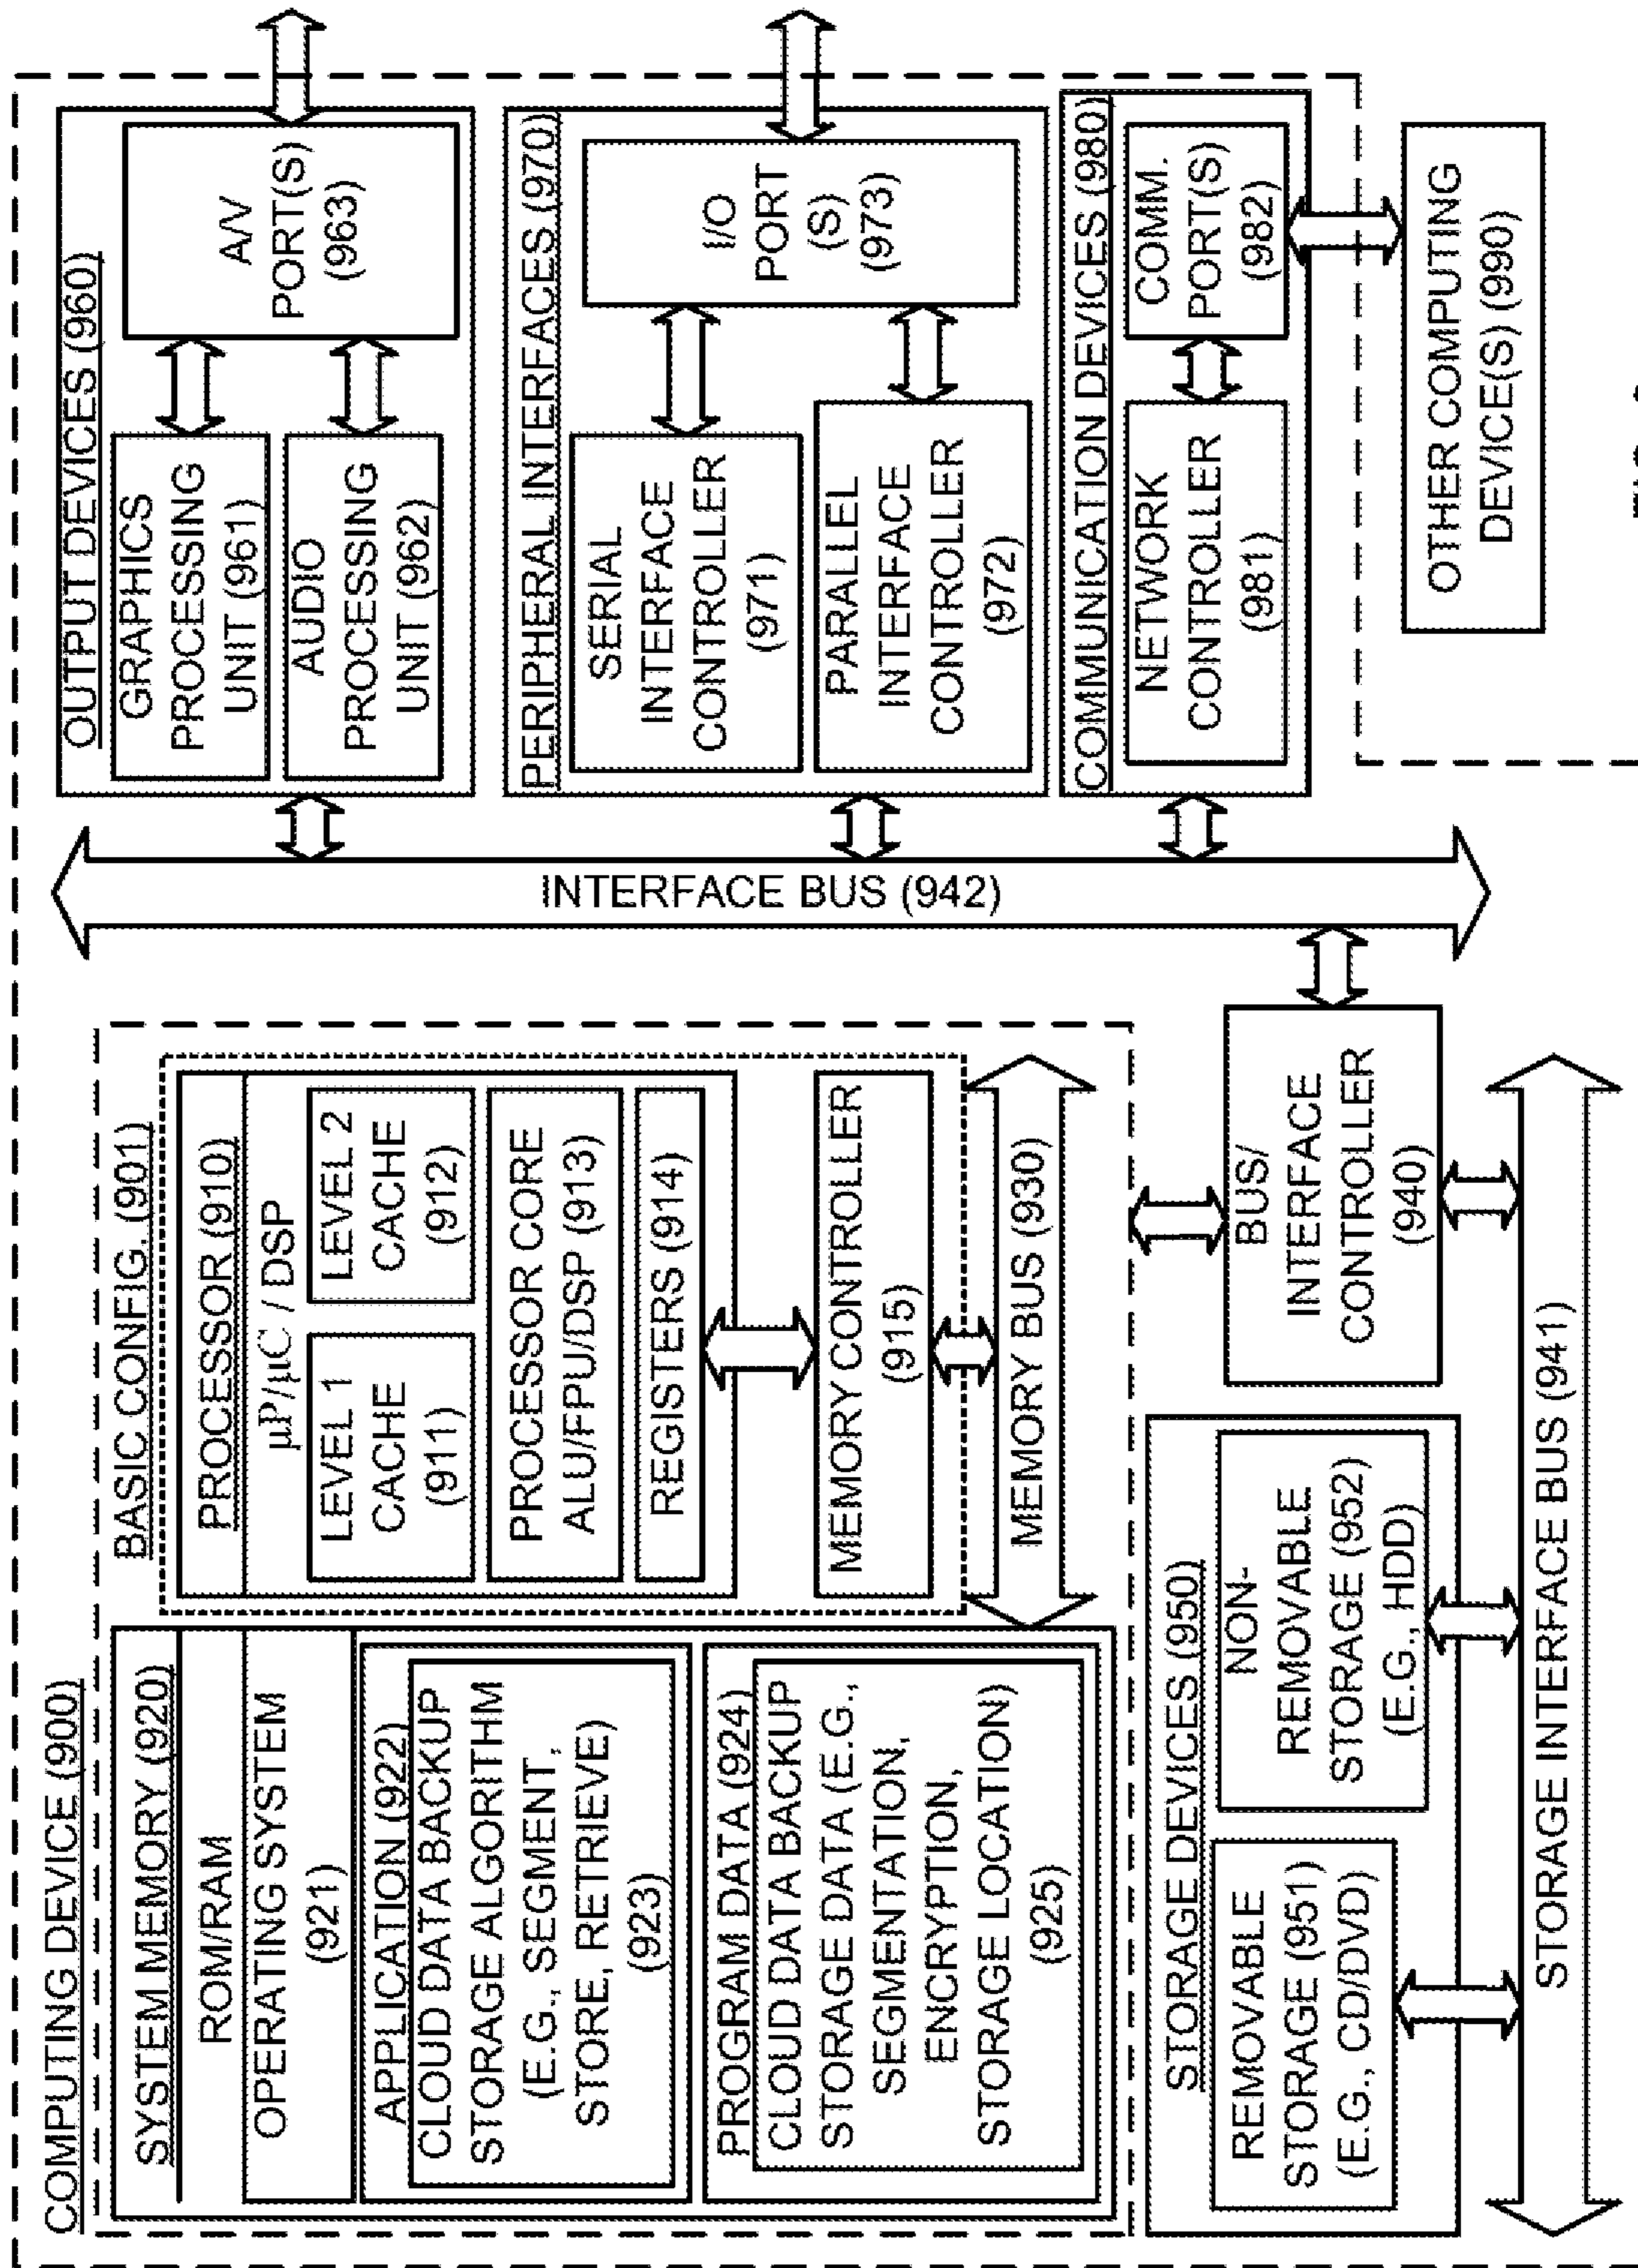 COMPUTING DEVICE (900)
SYSTEM MEMORY (920)
ROM/RAM
OPERATING SYSTEM
(921)
APPLICATION (922)
CLOUD DATA BACKUP
STORAGE ALGORITHM
(E.G., SEGMENT,
STORE, RETRIEVE)
(923)
PROGRAM DATA (924)
CLOUD DATA BACKUP
STORAGE DATA (E.G.,
SEGMENTATION,
ENCRYPTION,
STORAGE LOCATION)
(925)
BASIC CONFIG. (901)
PROCESSOR (910)
µP/µC / DSP
LEVEL 1
CACHE
(911)
LEVEL 2
CACHE
(912)
PROCESSOR CORE
ALU/FPU/DSP (913)
REGISTERS (914)
MEMORY CONTROLLER
(915)
MEMORY BUS (930)
BUS/
INTERFACE
CONTROLLER
(940)
STORAGE DEVICES (950)
REMOVABLE
STORAGE (951)
(E.G., CD/DVD)
NON-
REMOVABLE
STORAGE (952)
(E.G., HDD)
STORAGE INTERFACE BUS (941)
INTERFACE BUS (942)
OUTPUT DEVICES (960)
GRAPHICS
PROCESSING
UNIT (961)
AUDIO
PROCESSING
UNIT (962)
A/V
PORT(S)
(963)
PERIPHERAL INTERFACES (970)
SERIAL
INTERFACE
CONTROLLER
(971)
PARALLEL
INTERFACE
CONTROLLER
(972)
I/O
PORT
(S)
(973)
COMMUNICATION DEVICES (980)
NETWORK
CONTROLLER
(981)
COMM.
PORT(S)
(982)
OTHER COMPUTING
DEVICE(S) (990)